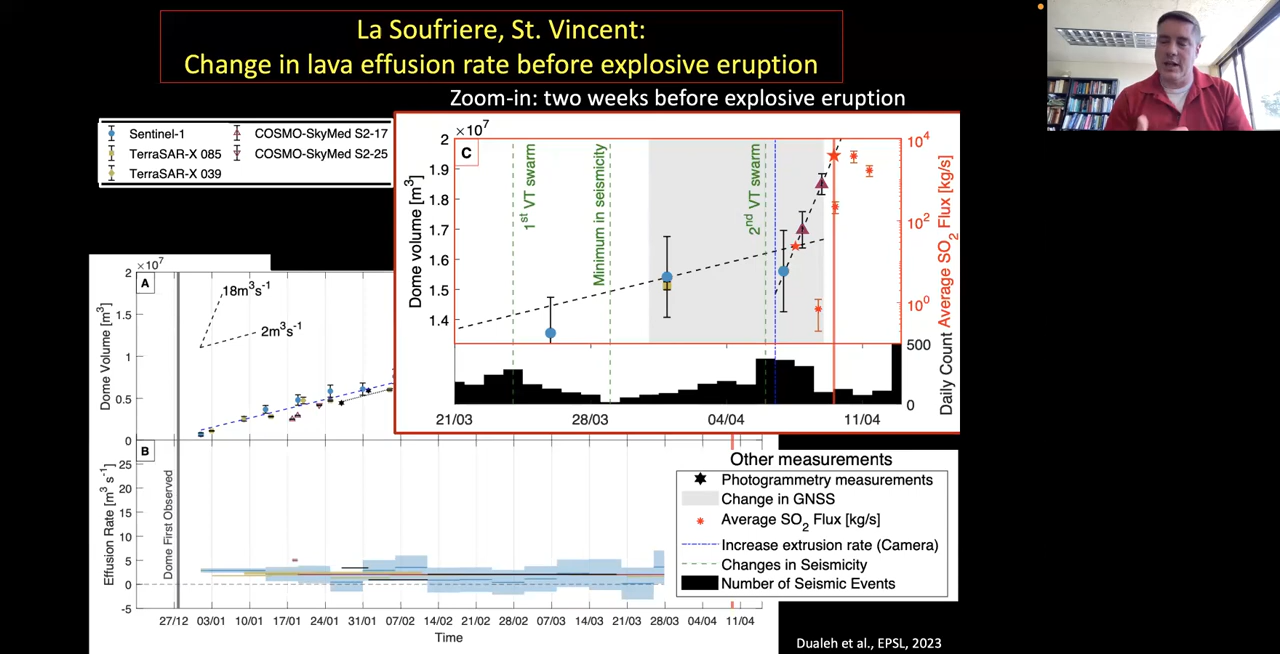 La Soufriere, St. Vincent:
Change in lava effusion rate before explosive eruption
Zoom-in: two weeks before explosive eruption
Sentinel-1
COSMO-SkyMed S2-17
TerraSAR-X 085
COSMO-SkyMed S2-25
TerraSAR-X 039
×10⁷
C
2
1.9
1.8
1.7
1.6
1.5
1.4
Dome volume [m³]
1st VT swarm
Minimum in seismicity
2nd VT swarm
10⁴
10²
10⁰
Average SO₂ Flux [kg/s]
500
0
Daily Count
21/03 28/03 04/04 11/04
×10⁷
A
2
1.5
1
0.5
0
Dome Volume [m³]
18m³s⁻¹
2m³s⁻¹
B
25
20
15
10
5
0
-5
Effusion Rate [m³ s⁻¹]
Dome First Observed
27/12 03/01 10/01 17/01 24/01 31/01 07/02 14/02 21/02 28/02 07/03 14/03 21/03 28/03 04/04 11/04
Time
Other measurements
Photogrammetry measurements
Change in GNSS
Average SO₂ Flux [kg/s]
Increase extrusion rate (Camera)
Changes in Seismicity
Number of Seismic Events
Dualeh et al., EPSL, 2023